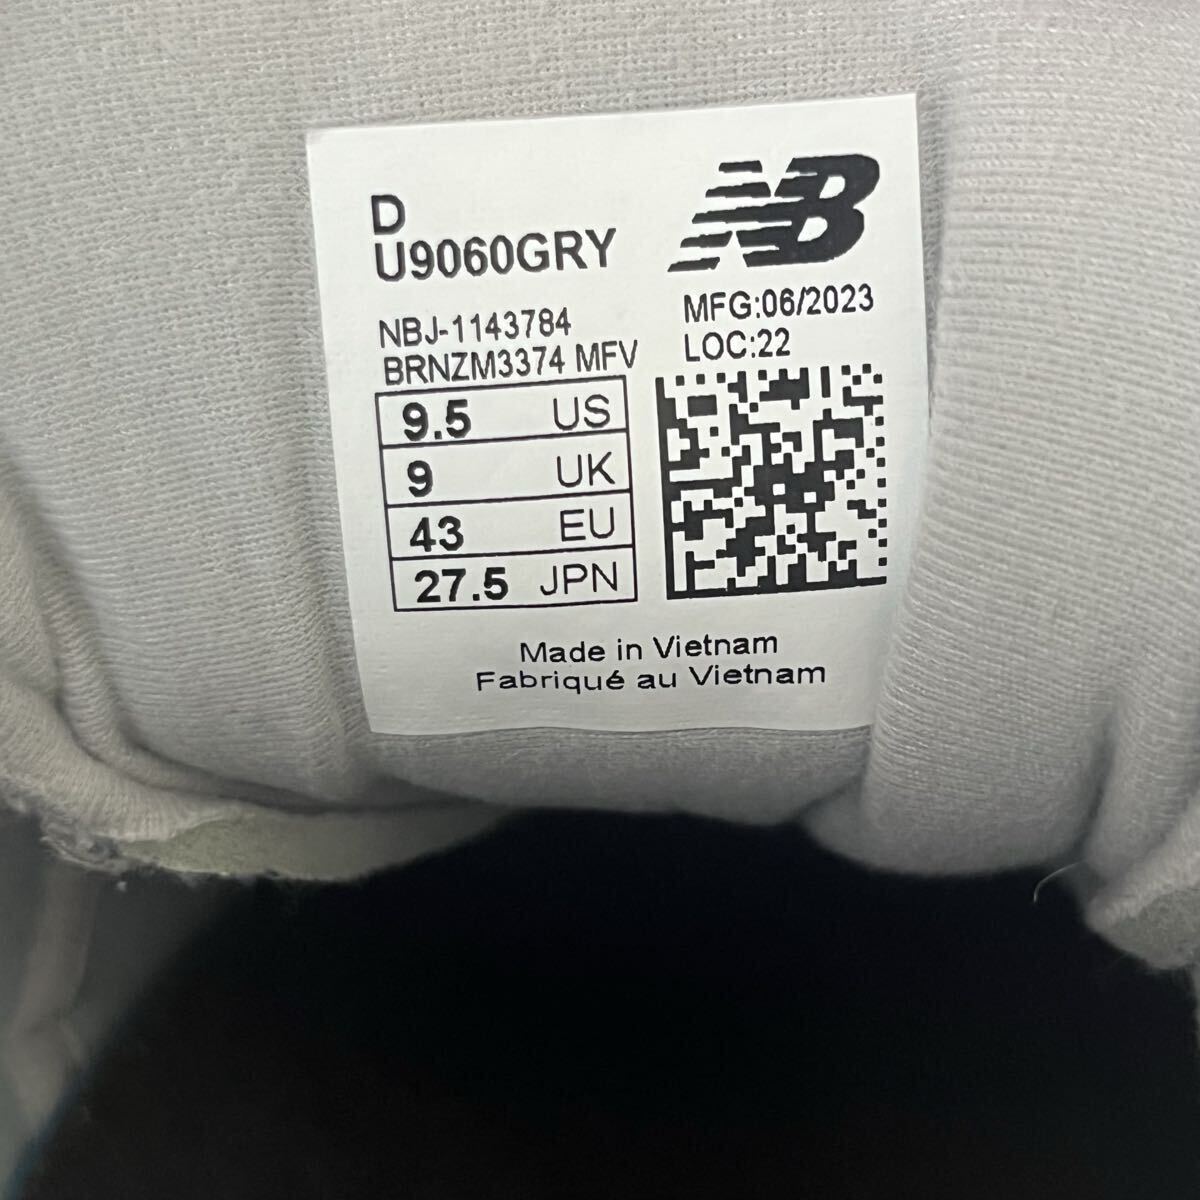 D
U9060GRY
NB
NBJ-1143784
BRNZM3374 MFV
MFG:06/2023
LOC:22
9.5 US
9 UK
43 EU
27.5 JPN
Made in Vietnam
Fabriqué au Vietnam